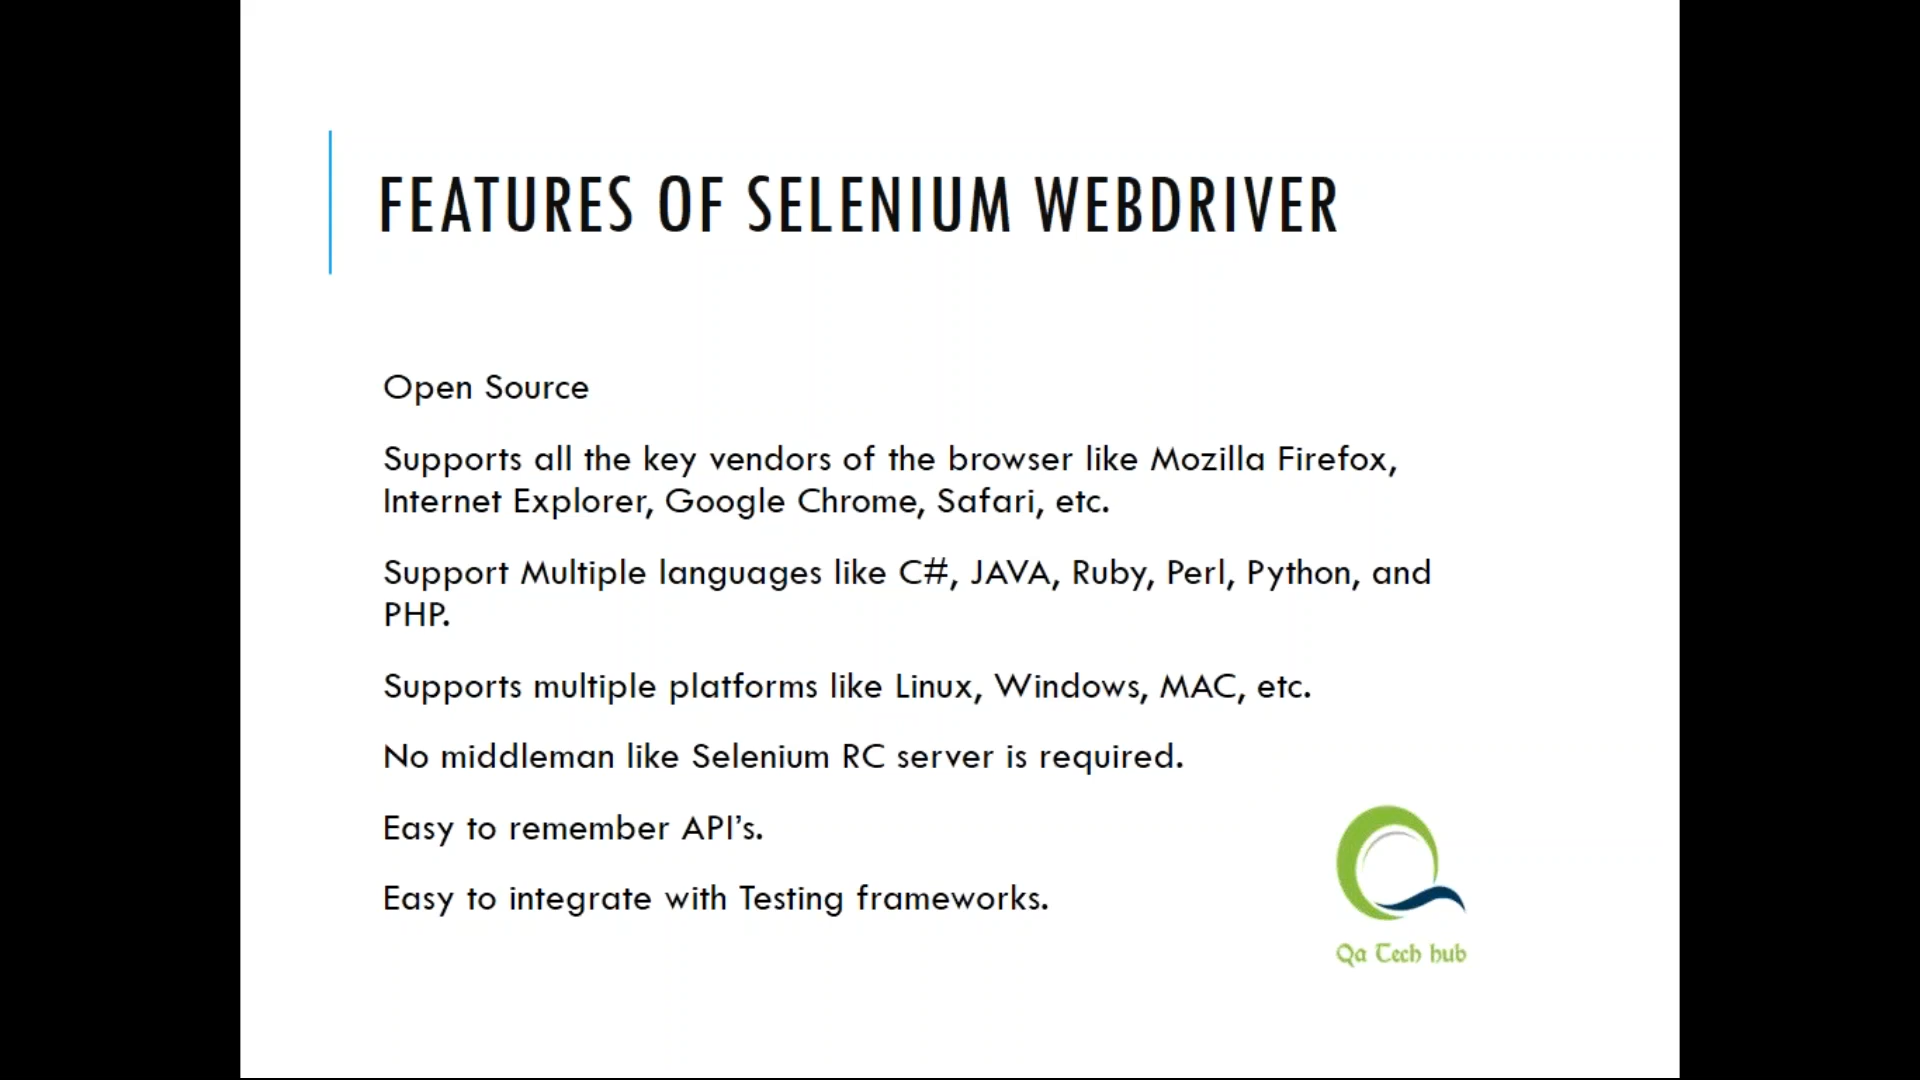 FEATURES OF SELENIUM WEBDRIVER
Open Source
Supports all the key vendors of the browser like Mozilla Firefox,
Internet Explorer, Google Chrome, Safari, etc.
Support Multiple languages like C#, JAVA, Ruby, Perl, Python, and
PHP.
Supports multiple platforms like Linux, Windows, MAC, etc.
No middleman like Selenium RC server is required.
Easy to remember API’s.
Easy to integrate with Testing frameworks.
Qa Tech hub